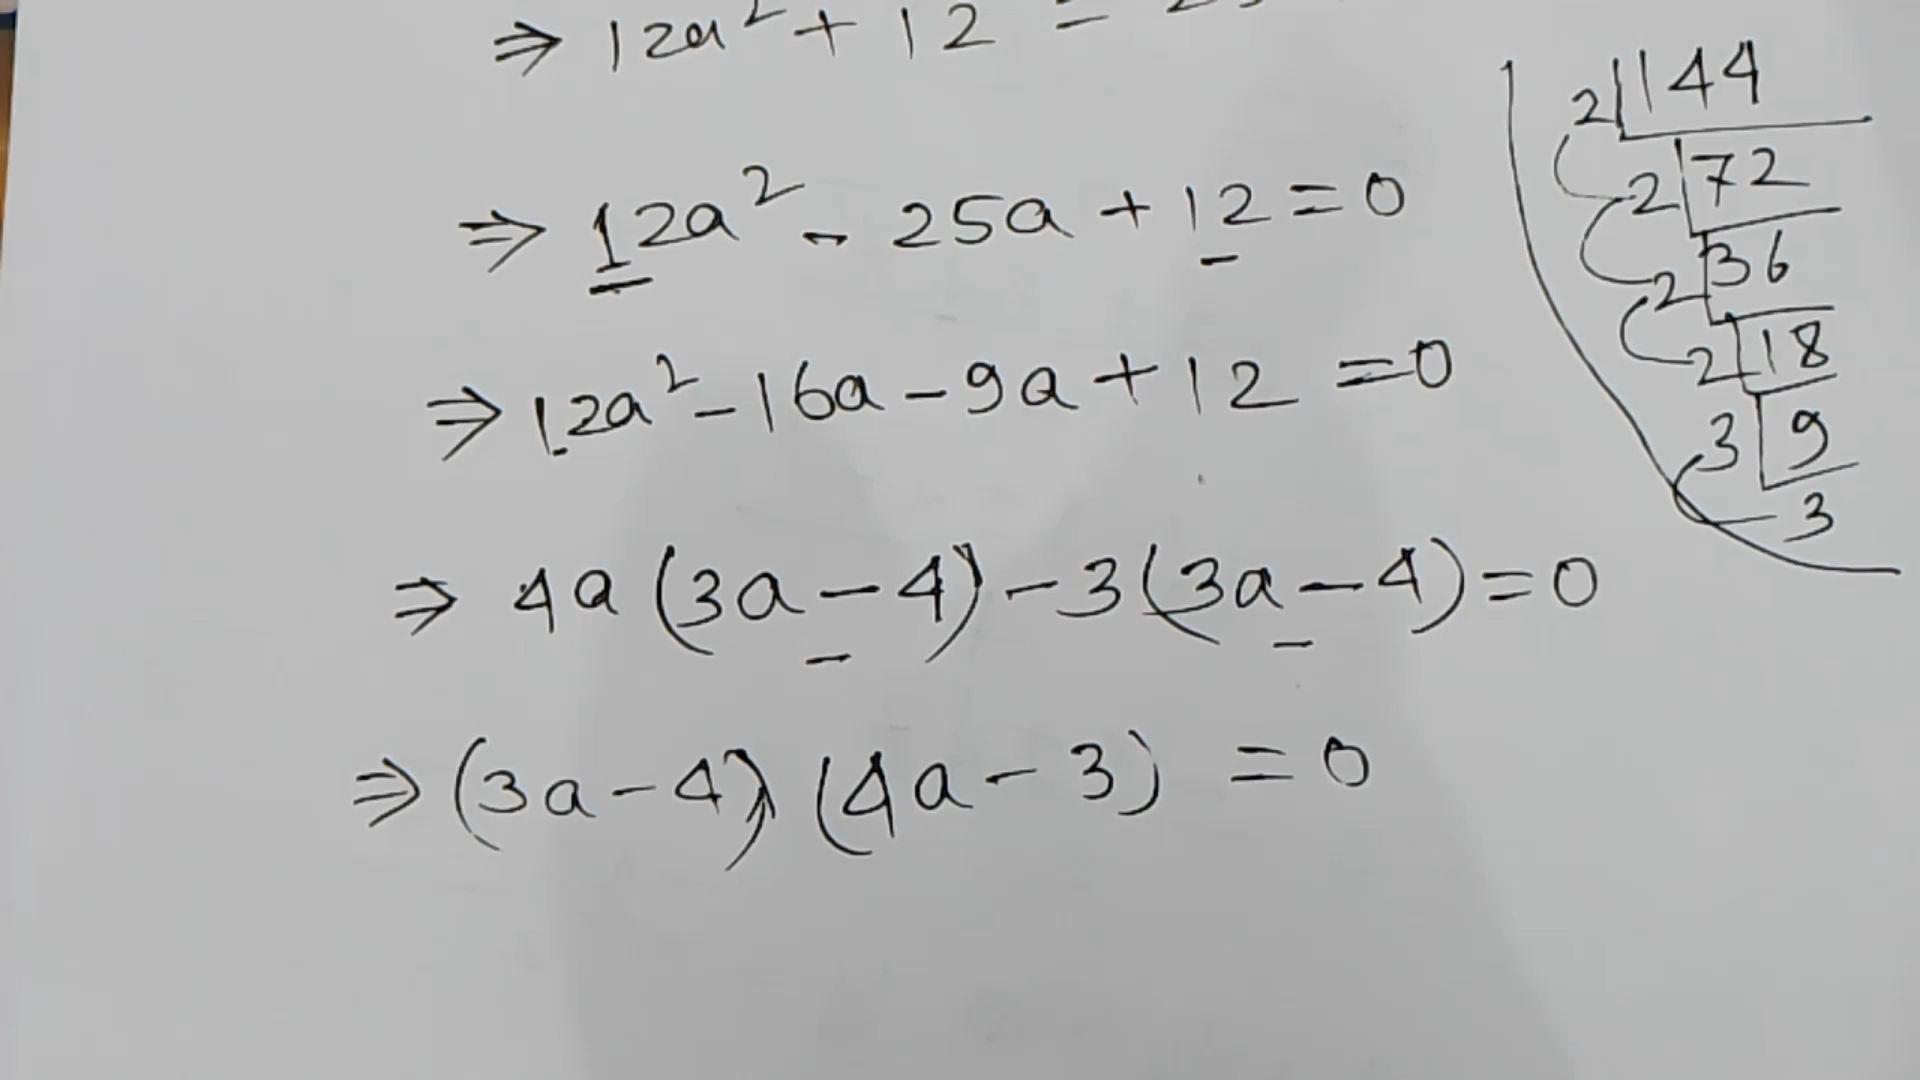 ⇒ 12a² + 12 =
⇒ 12a² - 25a + 12 = 0
⇒ 12a² - 16a - 9a + 12 = 0
⇒ 4a (3a - 4) - 3 (3a - 4) = 0
⇒ (3a - 4) (4a - 3) = 0
2 | 144
2 | 72
2 | 36
2 | 18
3 | 9
3